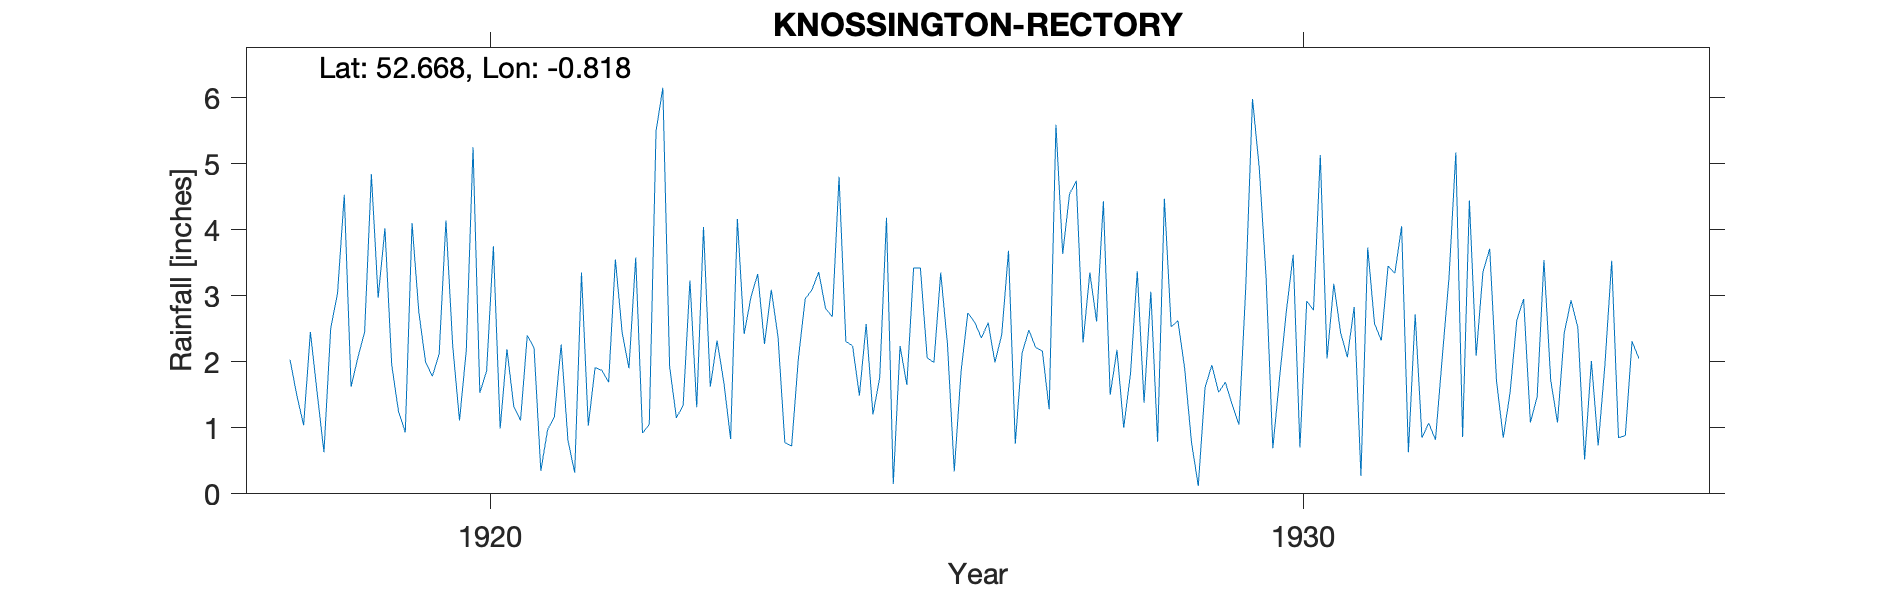 KNOSSINGTON-RECTORY
Lat: 52.668, Lon: -0.818
6
5
4
3
2
1
0
Rainfall [inches]
1920 1930
Year